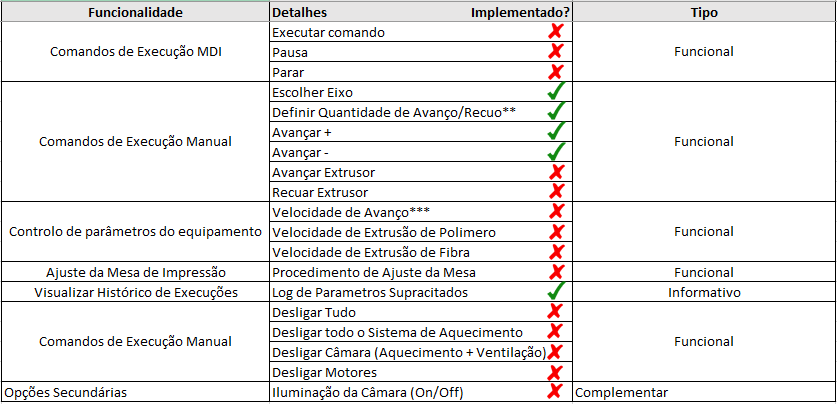 Funcionalidade Detalhes Implementado? Tipo
Comandos de Execução MDI Executar comando Funcional
Pausa
Parar
Comandos de Execução Manual Escolher Eixo Funcional
Definir Quantidade de Avanço/Recuo**
Avançar +
Avançar -
Avançar Extrusor
Recuar Extrusor
Controlo de parâmetros do equipamento Velocidade de Avanço*** Funcional
Velocidade de Extrusão de Polimero
Velocidade de Extrusão de Fibra
Ajuste da Mesa de Impressão Procedimento de Ajuste da Mesa Funcional
Visualizar Histórico de Execuções Log de Parametros Supracitados Informativo
Comandos de Execução Manual Desligar Tudo Funcional
Desligar todo o Sistema de Aquecimento
Desligar Câmara (Aquecimento + Ventilação)
Desligar Motores
Opções Secundárias Iluminação da Câmara (On/Off) Complementar